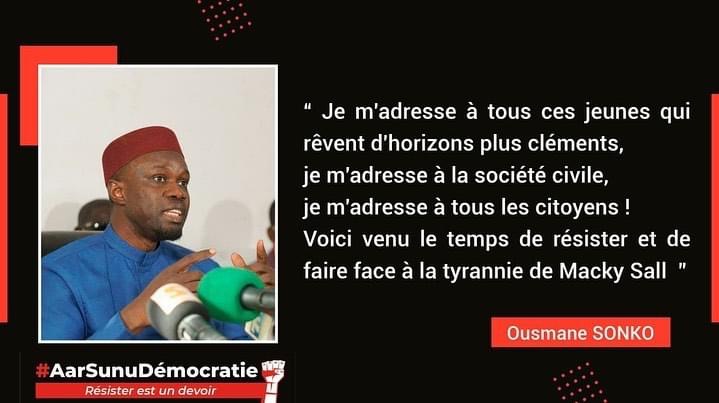 “ Je m'adresse à tous ces jeunes qui
rêvent d'horizons plus cléments,
je m'adresse à la société civile,
je m'adresse à tous les citoyens !
Voici venu le temps de résister et de
faire face à la tyrannie de Macky Sall "
Ousmane SONKO
#AarSunuDémocratie
Résister est un devoir